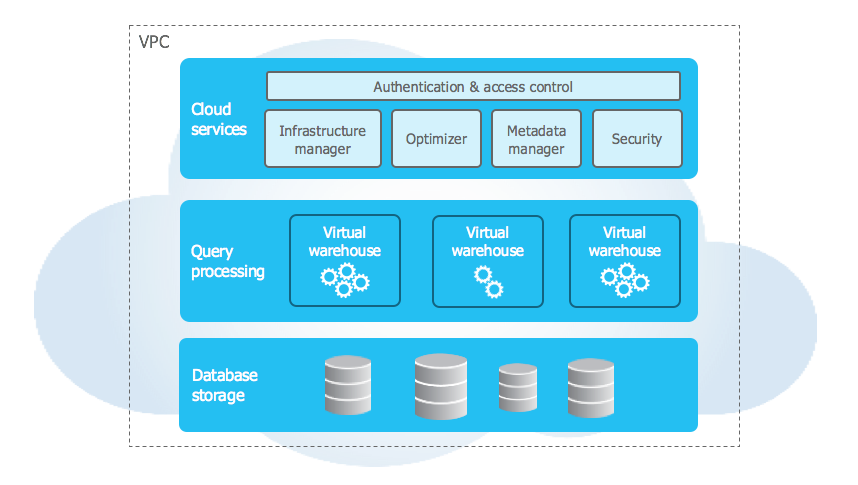 VPC
Cloud
services
Authentication & access control
Infrastructure
manager
Optimizer
Metadata
manager
Security
Query
processing
Virtual
warehouse
Virtual
warehouse
Virtual
warehouse
Database
storage